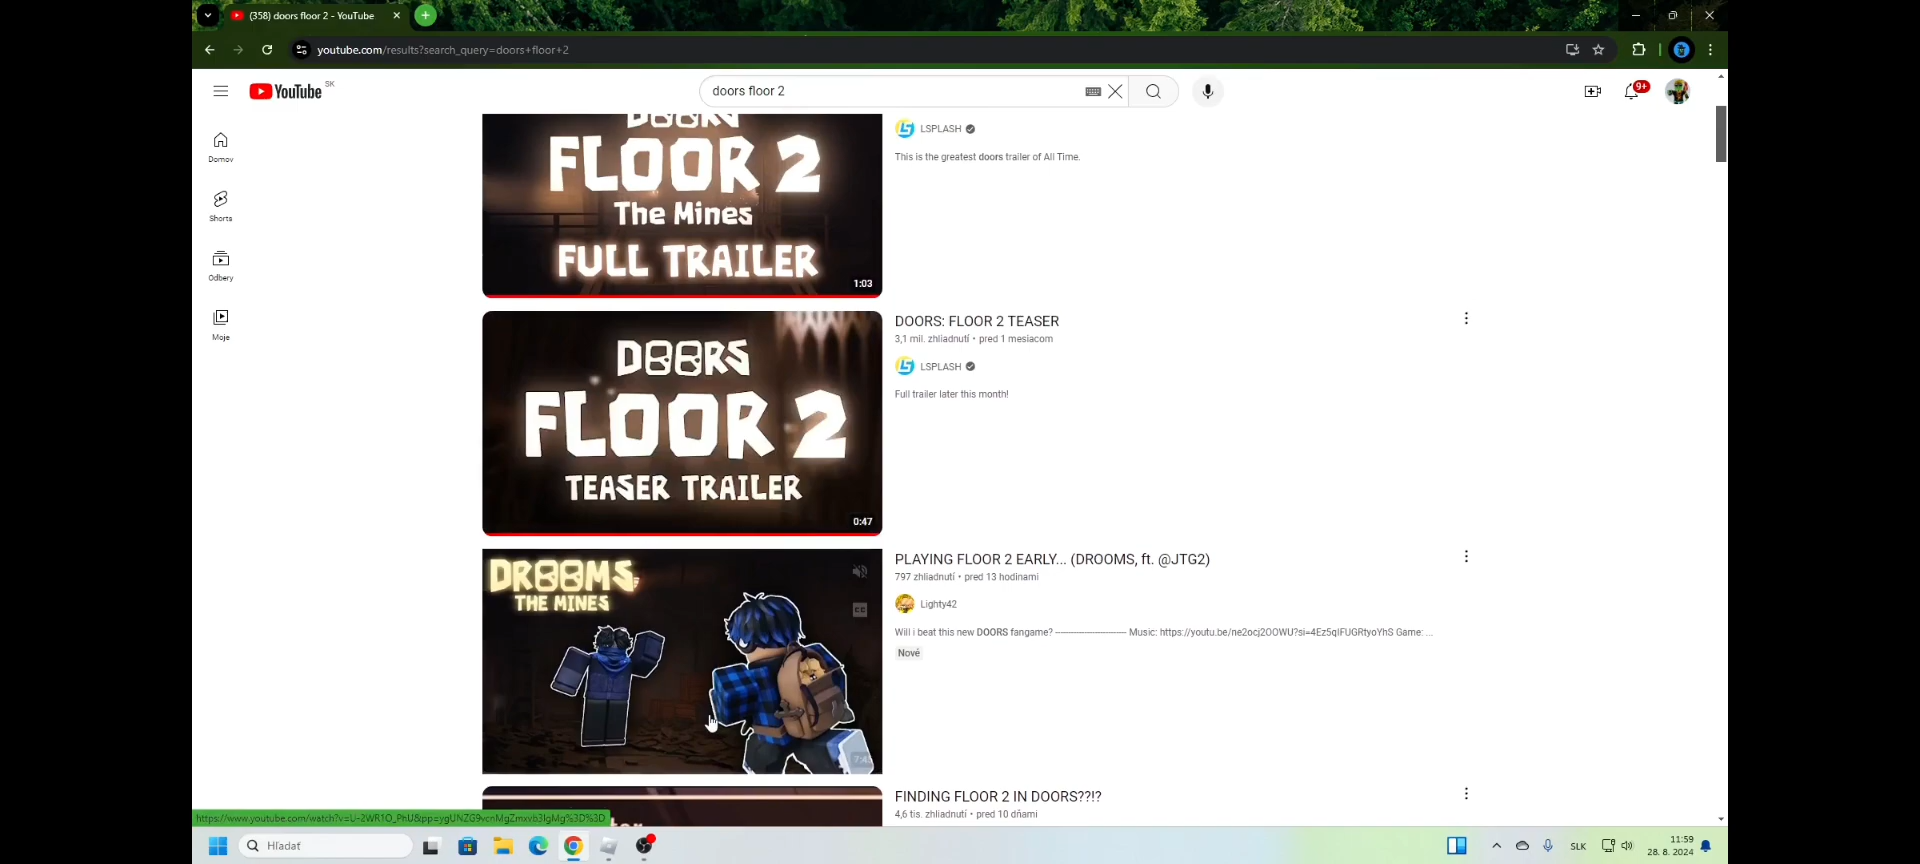 (358) doors floor 2 - YouTube
youtube.com/results?search_query=doors+floor+2
YouTube SK
doors floor 2
9+
Domov
Shorts
Odbery
Moje
DOORS
FLOOR 2
The Mines
FULL TRAILER
1:03
LSPLASH
This is the greatest doors trailer of All Time.
DOORS
FLOOR 2
TEASER TRAILER
0:47
DOORS: FLOOR 2 TEASER
3,1 mil. zhliadnutí • pred 1 mesiacom
LSPLASH
Full trailer later this month!
DROOMS
THE MINES
CC
7:45
PLAYING FLOOR 2 EARLY... (DROOMS, ft. @JTG2)
797 zhliadnutí • pred 13 hodinami
Lighty42
Will i beat this new DOORS fangame? ---------------------------- Music: https://youtu.be/ne2ocj2OOWU?si=4Ez5qIFUGRtyoYhS Game: ...
Nové
FINDING FLOOR 2 IN DOORS??!?
4,6 tis. zhliadnutí • pred 10 dňami
Hľadať
SLK
11:59
28. 8. 2024